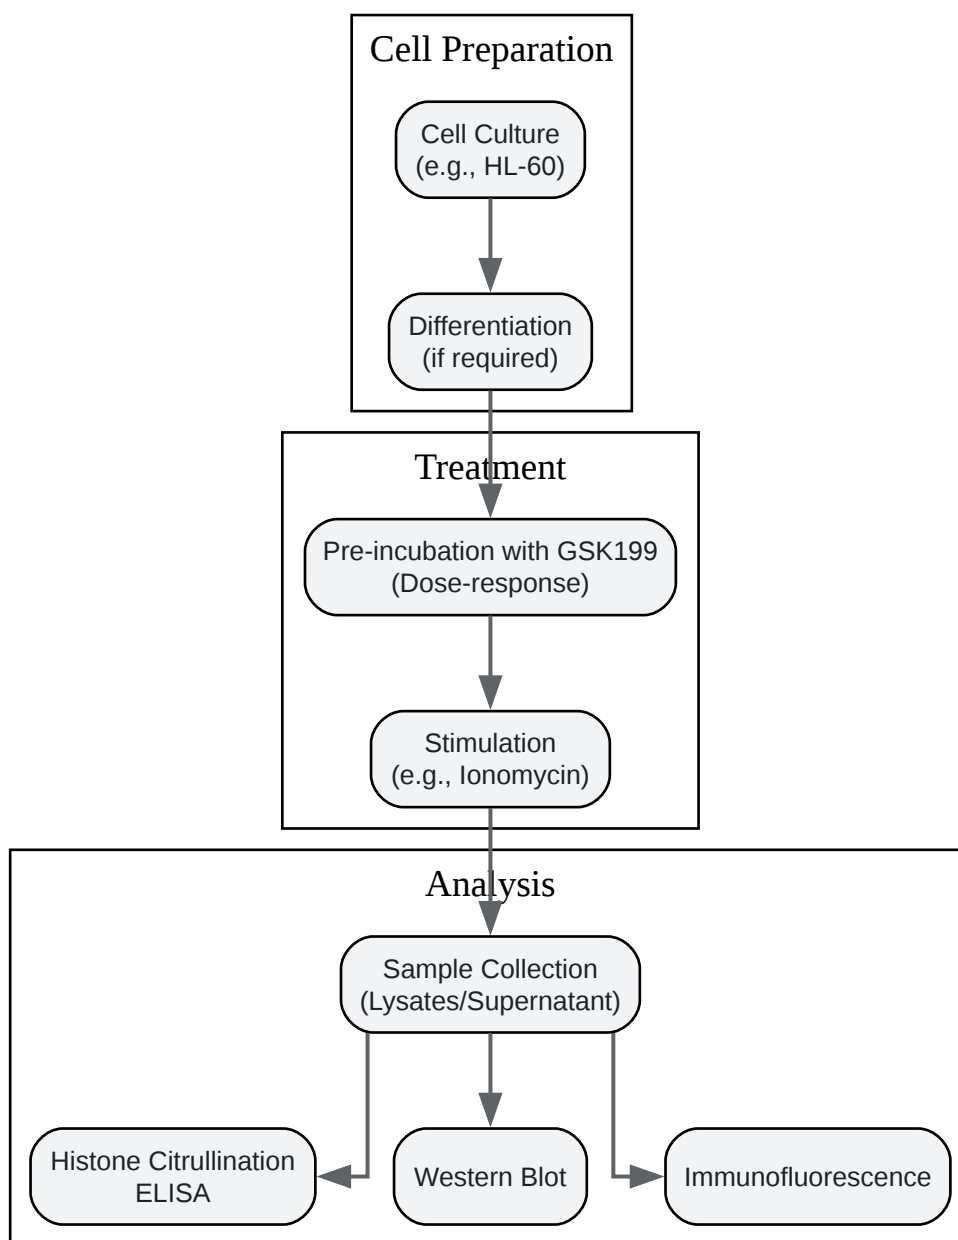 Cell Preparation
Cell Culture
(e.g., HL-60)
Differentiation
(if required)
Treatment
Pre-incubation with GSK199
(Dose-response)
Stimulation
(e.g., Ionomycin)
Analysis
Sample Collection
(Lysates/Supernatant)
Histone Citrullination
ELISA
Western Blot
Immunofluorescence